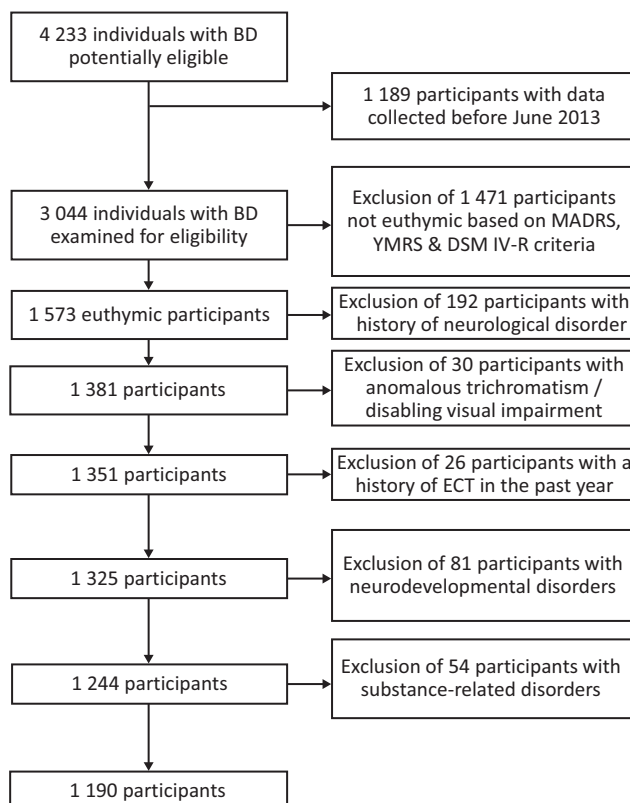 4 233 individuals with BD
potentially eligible
1 189 participants with data
collected before June 2013
3 044 individuals with BD
examined for eligibility
Exclusion of 1 471 participants
not euthymic based on MADRS,
YMRS & DSM IV-R criteria
1 573 euthymic participants
Exclusion of 192 participants with
history of neurological disorder
1 381 participants
Exclusion of 30 participants with
anomalous trichromatism /
disabling visual impairment
1 351 participants
Exclusion of 26 participants with a
history of ECT in the past year
1 325 participants
Exclusion of 81 participants with
neurodevelopmental disorders
1 244 participants
Exclusion of 54 participants with
substance-related disorders
1 190 participants